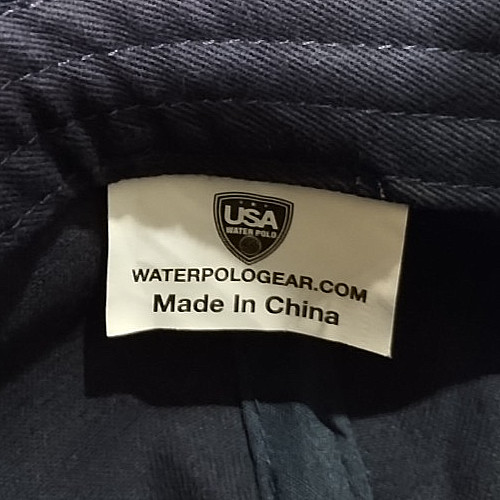 USA
WATER POLO
WATERPOLOGEAR.COM
Made In China